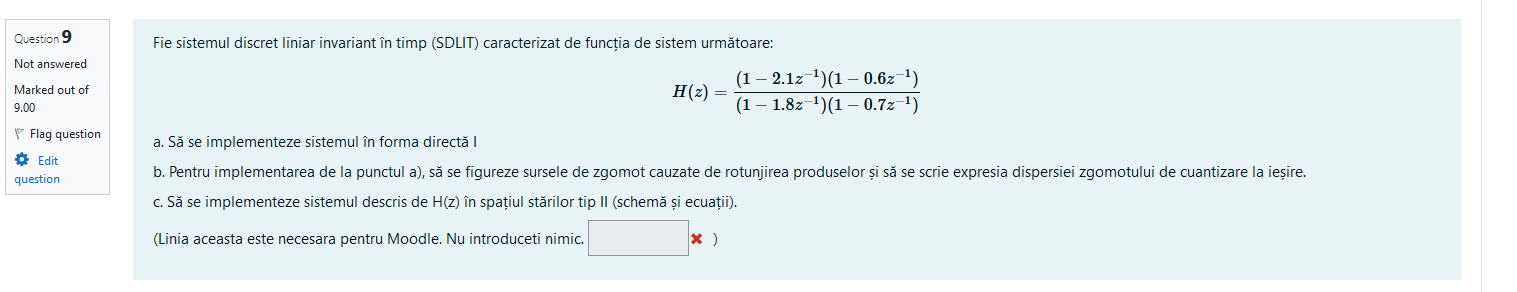 Question 9
Not answered
Marked out of
9.00
Flag question
Edit
question
Fie sistemul discret liniar invariant în timp (SDLIT) caracterizat de funcția de sistem următoare:
H(z) = \frac{(1 − 2.1z^{−1})(1 − 0.6z^{−1})}{(1 − 1.8z^{−1})(1 − 0.7z^{−1})}
a. Să se implementeze sistemul în forma directă I
b. Pentru implementarea de la punctul a), să se figureze sursele de zgomot cauzate de rotunjirea produselor și să se scrie expresia dispersiei zgomotului de cuantizare la ieșire.
c. Să se implementeze sistemul descris de H(z) în spațiul stărilor tip II (schemă și ecuații).
(Linia aceasta este necesara pentru Moodle. Nu introduceti nimic. )